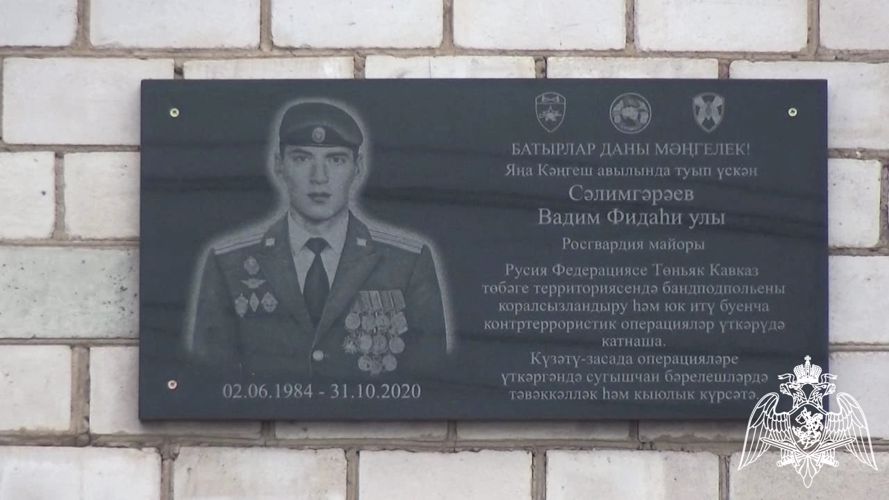 БАТЫРЛАР ДАНЫ МӘҢГЕЛЕК!
Яңа Кәңгеш авылында туып үскән
Сәлимгәрәев
Вадим Фидаһи улы
Росгвардия майоры
Русия Федерациясе Төньяк Кавказ
төбәге территориясендә бандподпольены
коралсызландыру һәм юк итү буенча
контртеррористик операцияләр үткәрүдә
катнаша.
Күзәтү-засада операцияләре
үткәргәндә сугышчан бәрелешләрдә
тәвәккәллек һәм кыюлык күрсәтә.
02.06.1984 - 31.10.2020